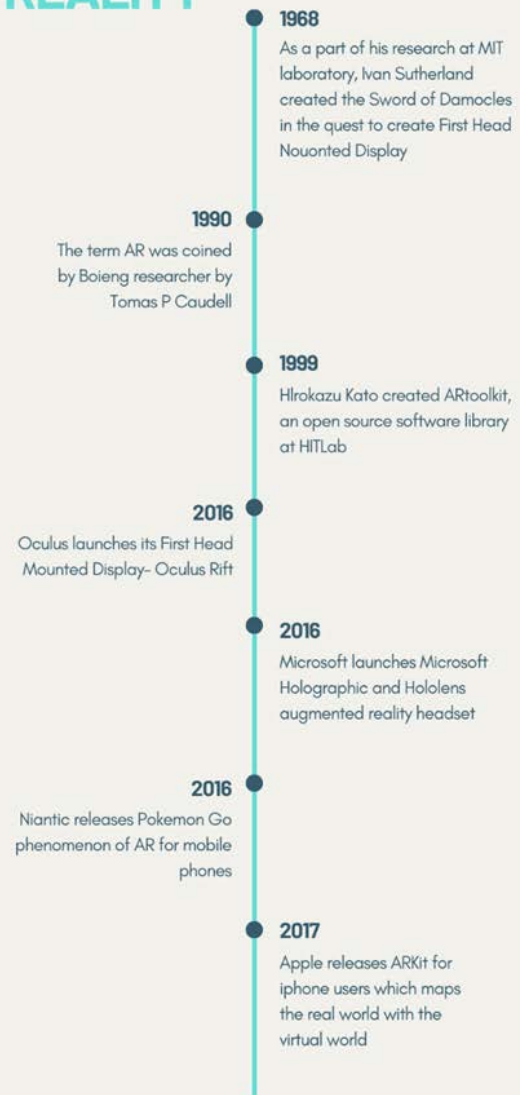 REALITY
1968
As a part of his research at MIT
laboratory, Ivan Sutherland
created the Sword of Damocles
in the quest to create First Head
Nouonted Display
1990
The term AR was coined
by Boieng researcher by
Tomas P Caudell
1999
HIrokazu Kato created ARtoolkit,
an open source software library
at HITLab
2016
Oculus launches its First Head
Mounted Display- Oculus Rift
2016
Microsoft launches Microsoft
Holographic and Hololens
augmented reality headset
2016
Niantic releases Pokemon Go
phenomenon of AR for mobile
phones
2017
Apple releases ARKit for
iphone users which maps
the real world with the
virtual world